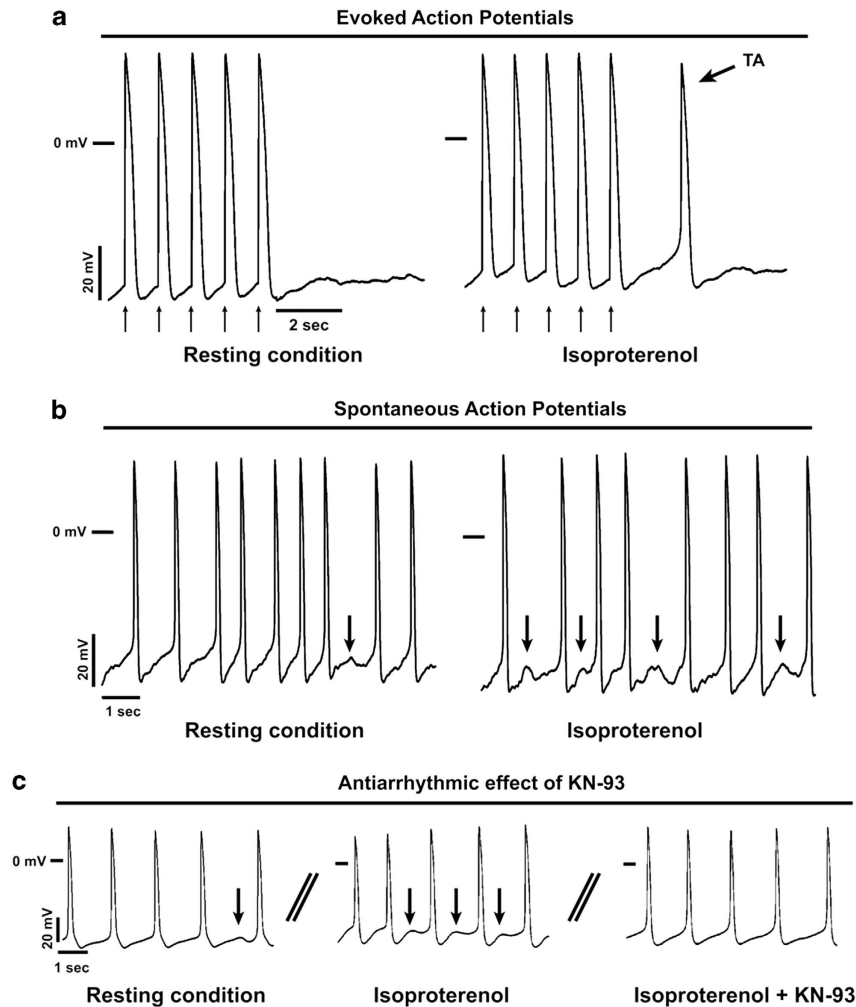 a
Evoked Action Potentials
TA
0 mV
20 mV
2 sec
Resting condition
Isoproterenol
b
Spontaneous Action Potentials
0 mV
20 mV
1 sec
Resting condition
Isoproterenol
c
Antiarrhythmic effect of KN-93
0 mV
20 mV
1 sec
Resting condition
Isoproterenol
Isoproterenol + KN-93